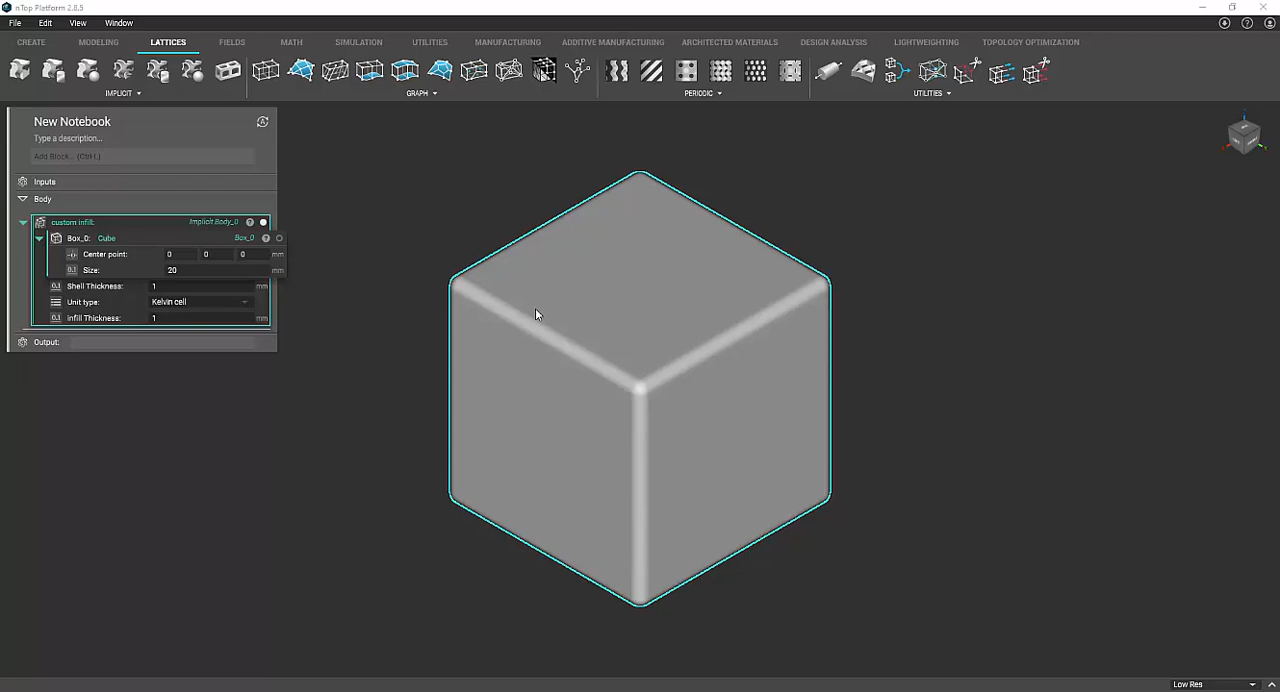 nTop Platform 2.8.5
File Edit View Window
CREATE MODELING LATTICES FIELDS MATH SIMULATION UTILITIES MANUFACTURING ADDITIVE MANUFACTURING ARCHITECTED MATERIALS DESIGN ANALYSIS LIGHTWEIGHTING TOPOLOGY OPTIMIZATION
IMPLICIT GRAPH PERIODIC UTILITIES
New Notebook
Type a description...
Add Block... (Ctrl L)
Inputs
Body
custom infill: Implicit Body_0
Box_0: Cube Box_0
Center point: 0 0 0 mm
Size: 20 mm
Shell Thickness: 1 mm
Unit type: Kelvin cell
infill Thickness: 1 mm
Output:
Low Res